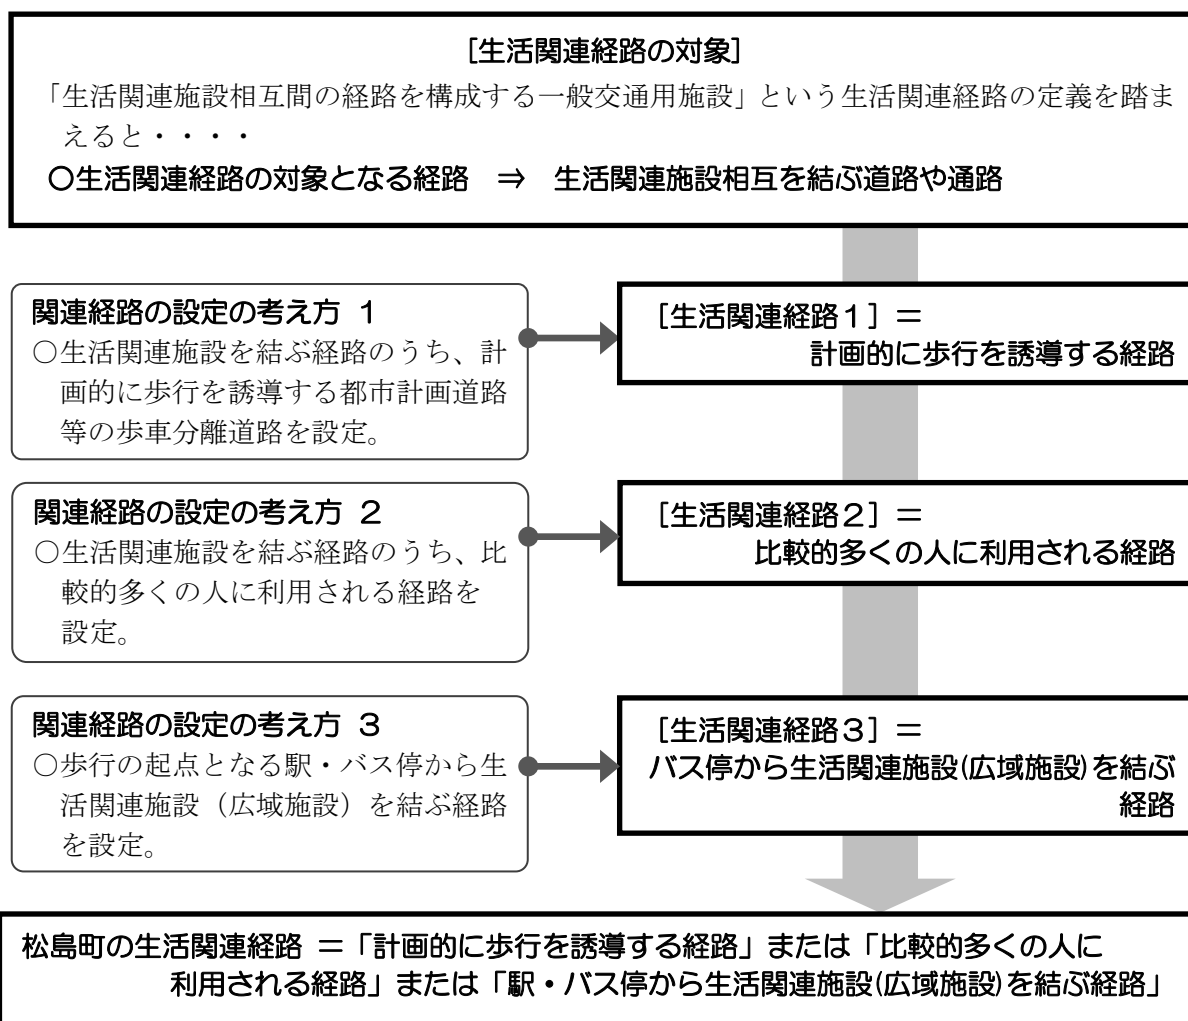 [生活関連経路の対象]
「生活関連施設相互間の経路を構成する一般交通用施設」という生活関連経路の定義を踏ま
えると・・・・
○生活関連経路の対象となる経路 ⇒ 生活関連施設相互を結ぶ道路や通路
関連経路の設定の考え方 1
○生活関連施設を結ぶ経路のうち、計
画的に歩行を誘導する都市計画道路
等の歩車分離道路を設定。
[生活関連経路1] =
計画的に歩行を誘導する経路
関連経路の設定の考え方 2
○生活関連施設を結ぶ経路のうち、比
較的多くの人に利用される経路を
設定。
[生活関連経路2] =
比較的多くの人に利用される経路
関連経路の設定の考え方 3
○歩行の起点となる駅・バス停から生
活関連施設（広域施設）を結ぶ経路
を設定。
[生活関連経路3] =
バス停から生活関連施設(広域施設)を結ぶ
経路
松島町の生活関連経路 =「計画的に歩行を誘導する経路」または「比較的多くの人に
利用される経路」または「駅・バス停から生活関連施設(広域施設)を結ぶ経路」